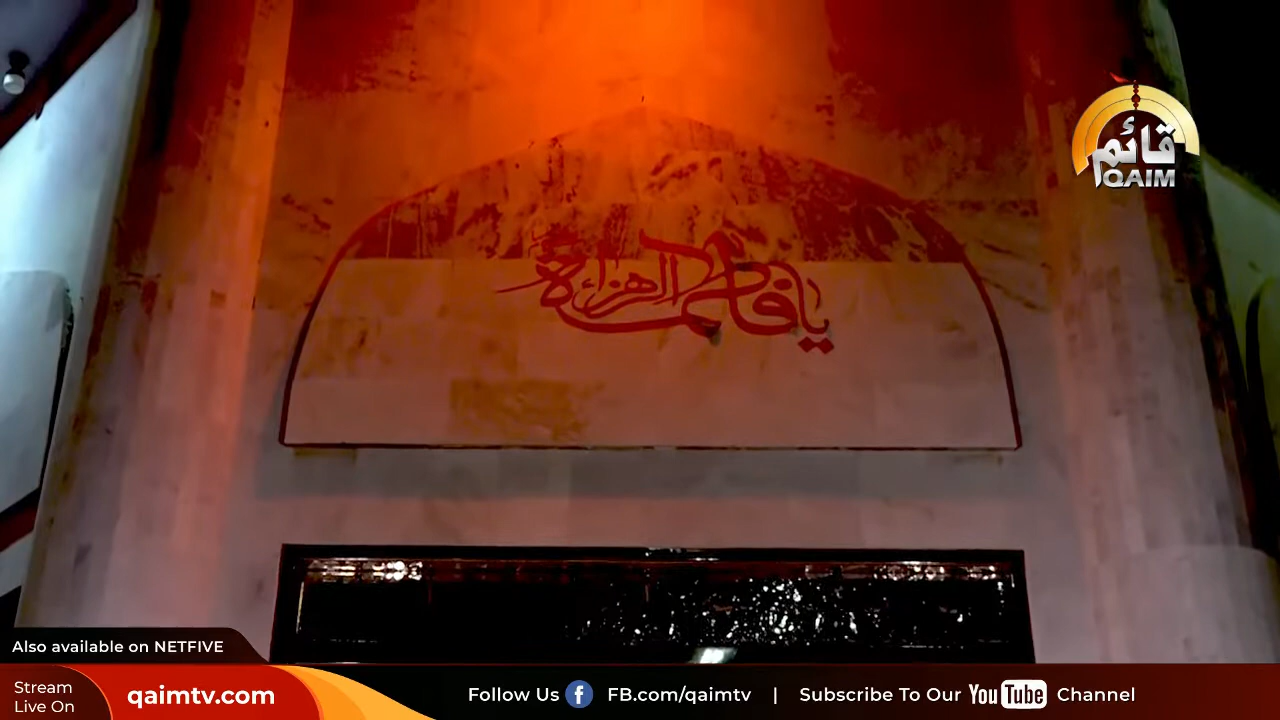 قائم
QAIM
يا فاطمة الزهراء
Also available on NETFIVE
Stream
Live On
qaimtv.com
Follow Us f FB.com/qaimtv | Subscribe To Our YouTube Channel